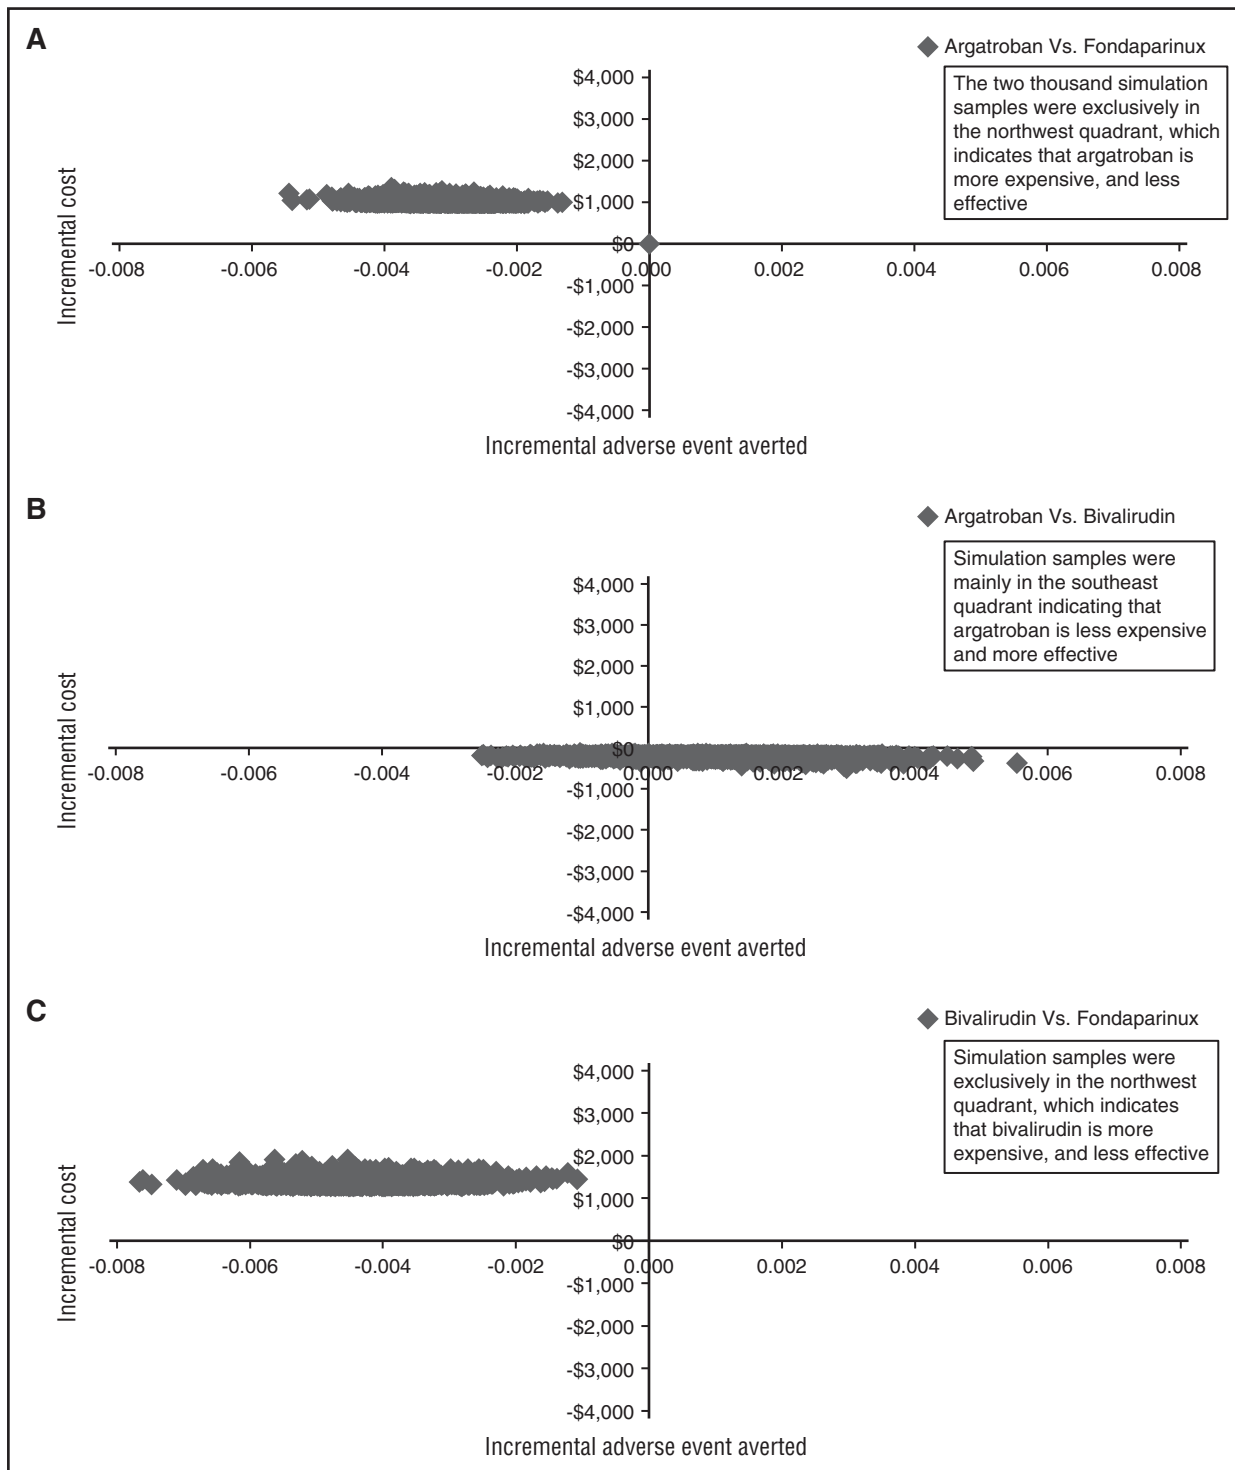 A
Argatroban Vs. Fondaparinux
The two thousand simulation
samples were exclusively in
the northwest quadrant, which
indicates that argatroban is
more expensive, and less
effective
$4,000
$3,000
$2,000
$1,000
$0
-$1,000
-$2,000
-$3,000
-$4,000
Incremental cost
-0.008 -0.006 -0.004 -0.002 0.000 0.002 0.004 0.006 0.008
Incremental adverse event averted
B
Argatroban Vs. Bivalirudin
Simulation samples were
mainly in the southeast
quadrant indicating that
argatroban is less expensive
and more effective
$4,000
$3,000
$2,000
$1,000
$0
-$1,000
-$2,000
-$3,000
-$4,000
Incremental cost
-0.008 -0.006 -0.004 -0.002 0.000 0.002 0.004 0.006 0.008
Incremental adverse event averted
C
Bivalirudin Vs. Fondaparinux
Simulation samples were
exclusively in the northwest
quadrant, which indicates
that bivalirudin is more
expensive, and less effective
$4,000
$3,000
$2,000
$1,000
$0
-$1,000
-$2,000
-$3,000
-$4,000
Incremental cost
-0.008 -0.006 -0.004 -0.002 0.000 0.002 0.004 0.006 0.008
Incremental adverse event averted